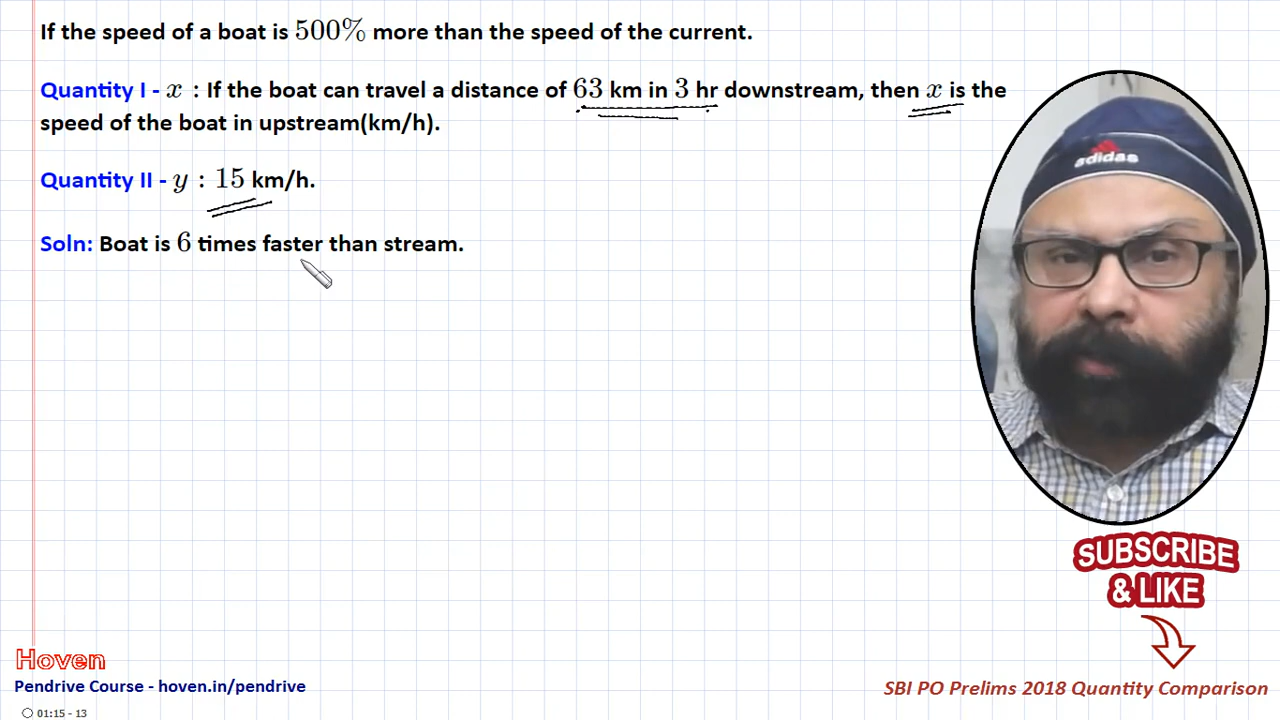 If the speed of a boat is 500% more than the speed of the current.
Quantity I - x : If the boat can travel a distance of 63 km in 3 hr downstream, then x is the
speed of the boat in upstream(km/h).
Quantity II - y : 15 km/h.
Soln: Boat is 6 times faster than stream.
adidas
SUBSCRIBE
& LIKE
Hoven
Pendrive Course - hoven.in/pendrive
SBI PO Prelims 2018 Quantity Comparison
01:15 - 13